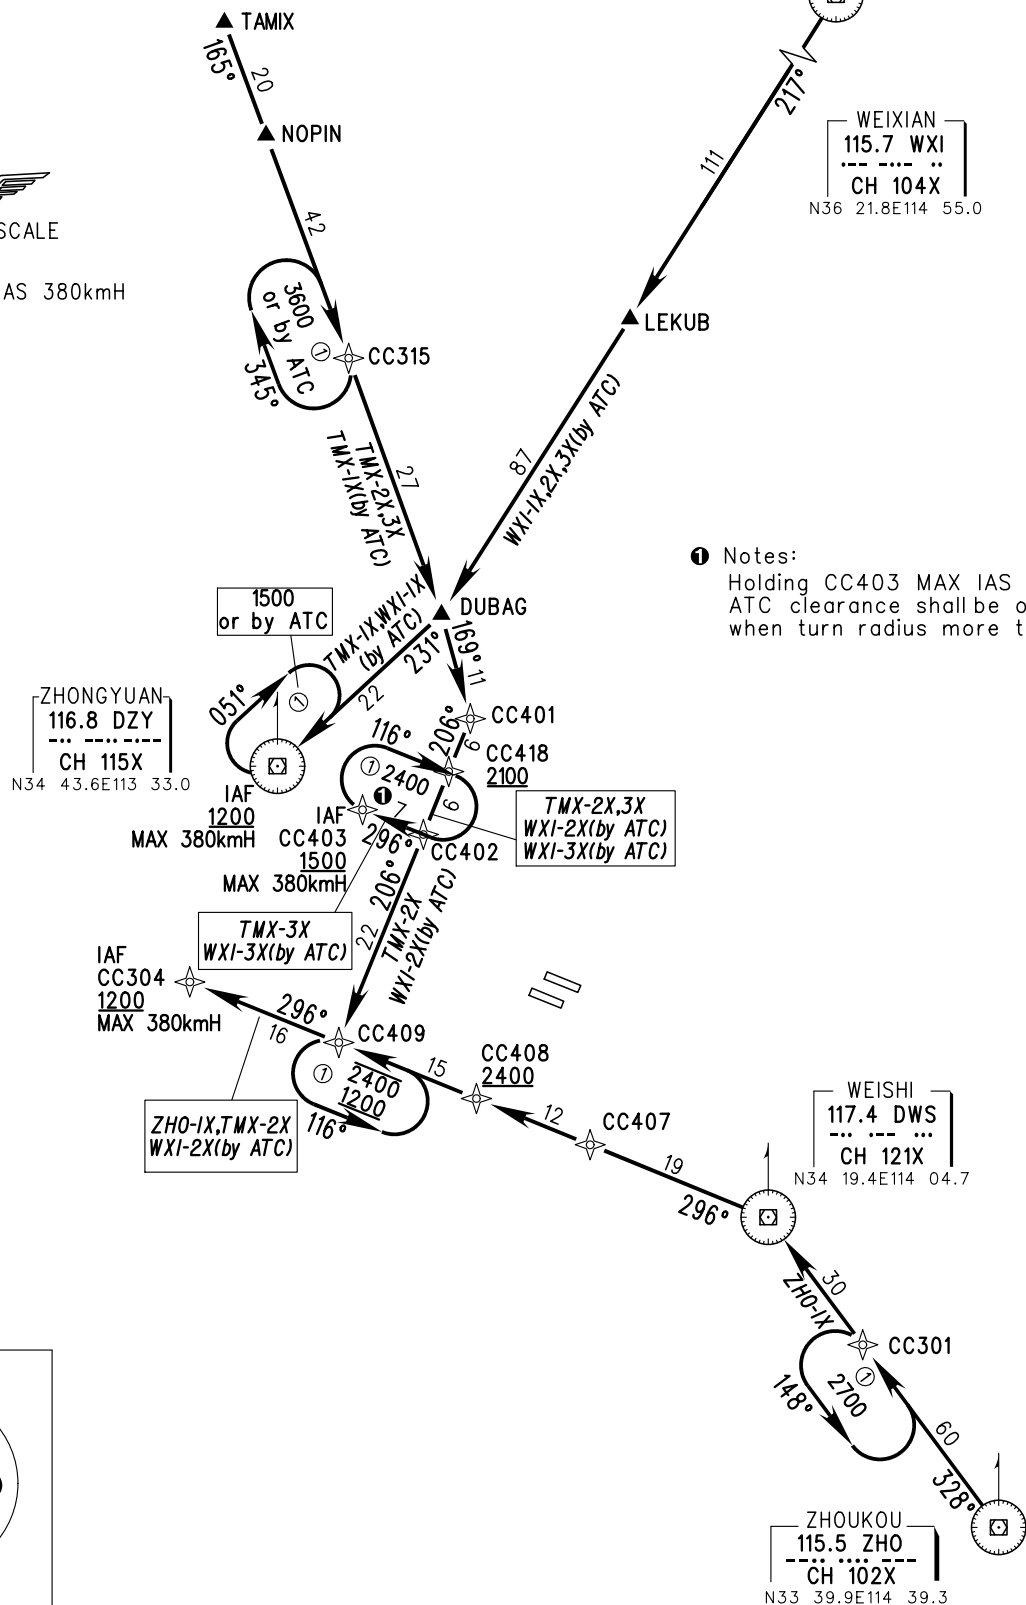 TAMIX
165°
20
NOPIN
42
217°
111
WEIXIAN
115.7 WXI
CH 104X
N36 21.8E114 55.0
SCALE
AS 380kmH
3600
or by ATC
1
345°
CC315
LEKUB
TMX-2X,3X
TMX-1X(by ATC)
27
87
WXI-1X,2X,3X(by ATC)
1 Notes:
Holding CC403 MAX IAS
ATC clearance shall be o
when turn radius more t
1500
or by ATC
TMX-1X,WXI-1X
(by ATC)
231°
22
DUBAG
169°
11
051°
1
ZHONGYUAN
116.8 DZY
CH 115X
N34 43.6E113 33.0
IAF
1200
MAX 380kmH
CC401
206°
6
116°
CC418
2100
1 2400
1
7
6
IAF
CC403
1500
MAX 380kmH
296°
CC402
TMX-2X,3X
WXI-2X(by ATC)
WXI-3X(by ATC)
206°
22
TMX-2X
WXI-2X(by ATC)
TMX-3X
WXI-3X(by ATC)
IAF
CC304
1200
MAX 380kmH
296°
16
CC409
1
2400
1200
116°
15
CC408
2400
12
CC407
ZHO-1X,TMX-2X
WXI-2X(by ATC)
19
296°
WEISHI
117.4 DWS
CH 121X
N34 19.4E114 04.7
30
ZHO-1X
CC301
1
2700
148°
60
328°
ZHOUKOU
115.5 ZHO
CH 102X
N33 39.9E114 39.3